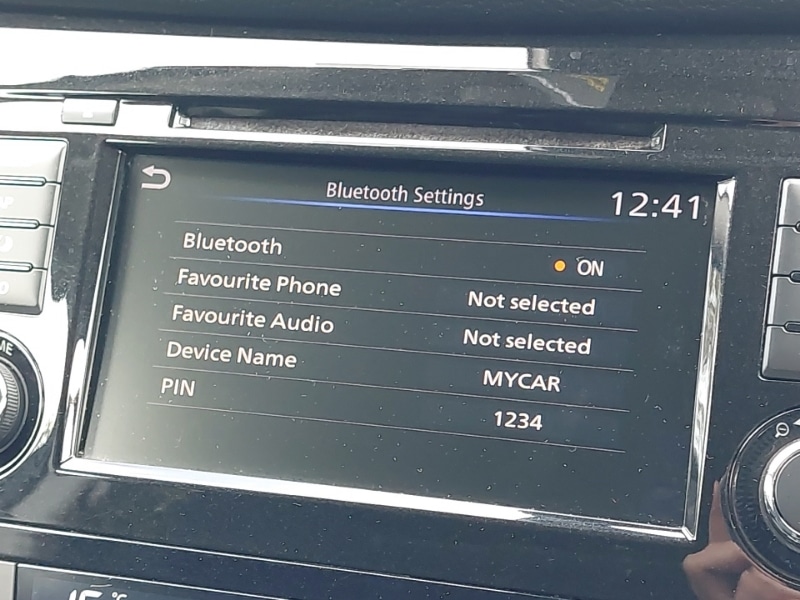 Bluetooth Settings 12:41
Bluetooth ON
Favourite Phone Not selected
Favourite Audio Not selected
Device Name MYCAR
PIN 1234